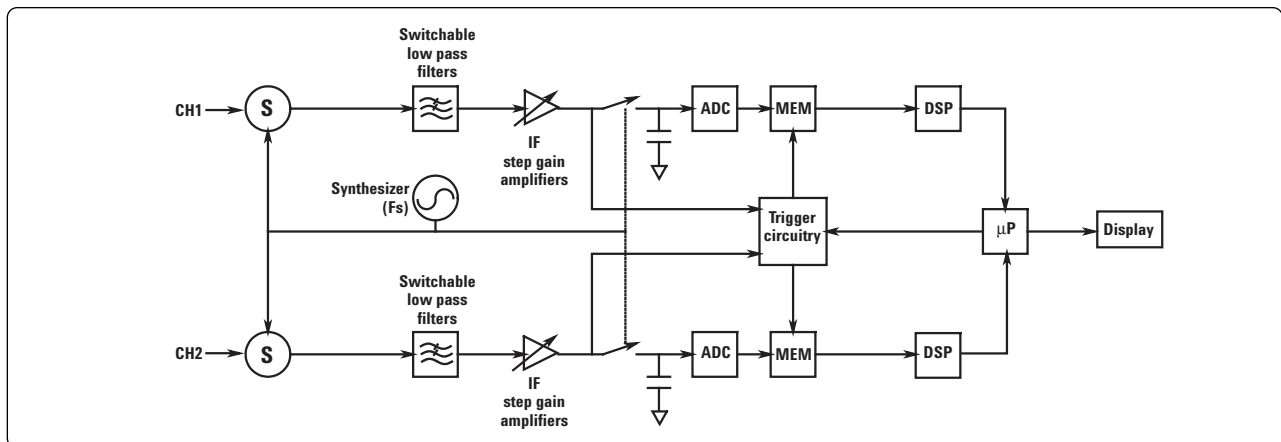 Switchable
low pass
filters
CH1
S
ADC
MEM
DSP
IF
step gain
amplifiers
Synthesizer
(Fs)
Trigger
circuitry
μP
Display
Switchable
low pass
filters
CH2
S
ADC
MEM
DSP
IF
step gain
amplifiers